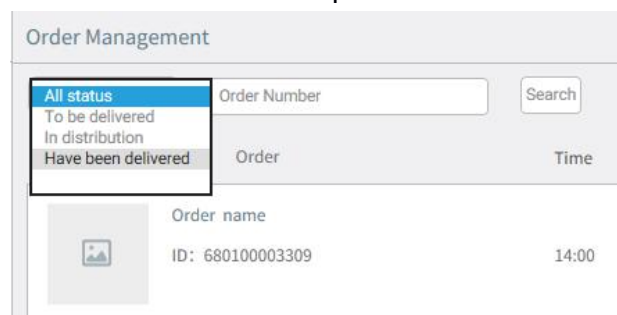 Order Management
All status
To be delivered
In distribution
Have been delivered
Order Number
Search
Order
Time
Order name
ID: 680100003309
14:00